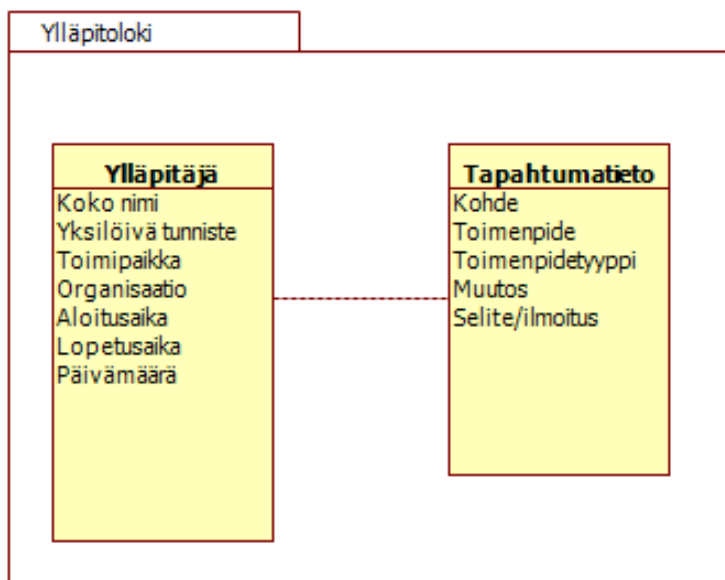 Ylläpitoloki
Ylläpitäjä
Koko nimi
Yksilöivä tunniste
Toimipaikka
Organisaatio
Aloitusaika
Lopetusaika
Päivämäärä
Tapahtumatieto
Kohde
Toimenpide
Toimenpidetyyppi
Muutos
Selite/ilmoitus